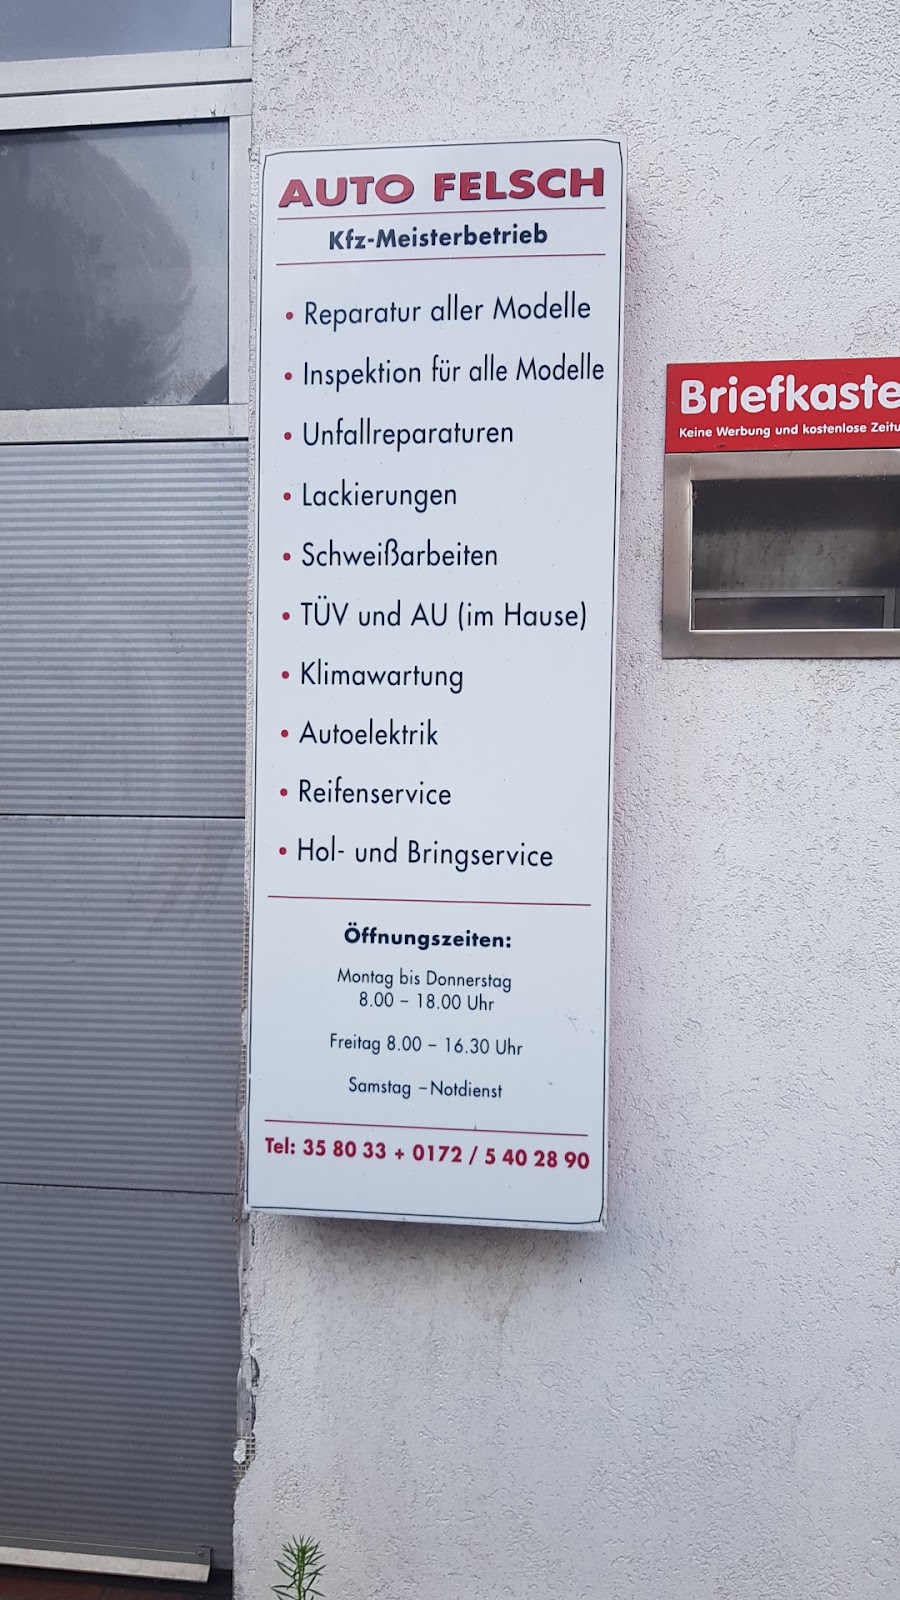 AUTO FELSCH
Kfz-Meisterbetrieb
• Reparatur aller Modelle
• Inspektion für alle Modelle
• Unfallreparaturen
• Lackierungen
• Schweißarbeiten
• TÜV und AU (im Hause)
• Klimawartung
• Autoelektrik
• Reifenservice
• Hol- und Bringservice
Öffnungszeiten:
Montag bis Donnerstag
8.00 – 18.00 Uhr
Freitag 8.00 – 16.30 Uhr
Samstag –Notdienst
Tel: 35 80 33 + 0172 / 5 40 28 90
Briefkaste
Keine Werbung und kostenlose Zeitu